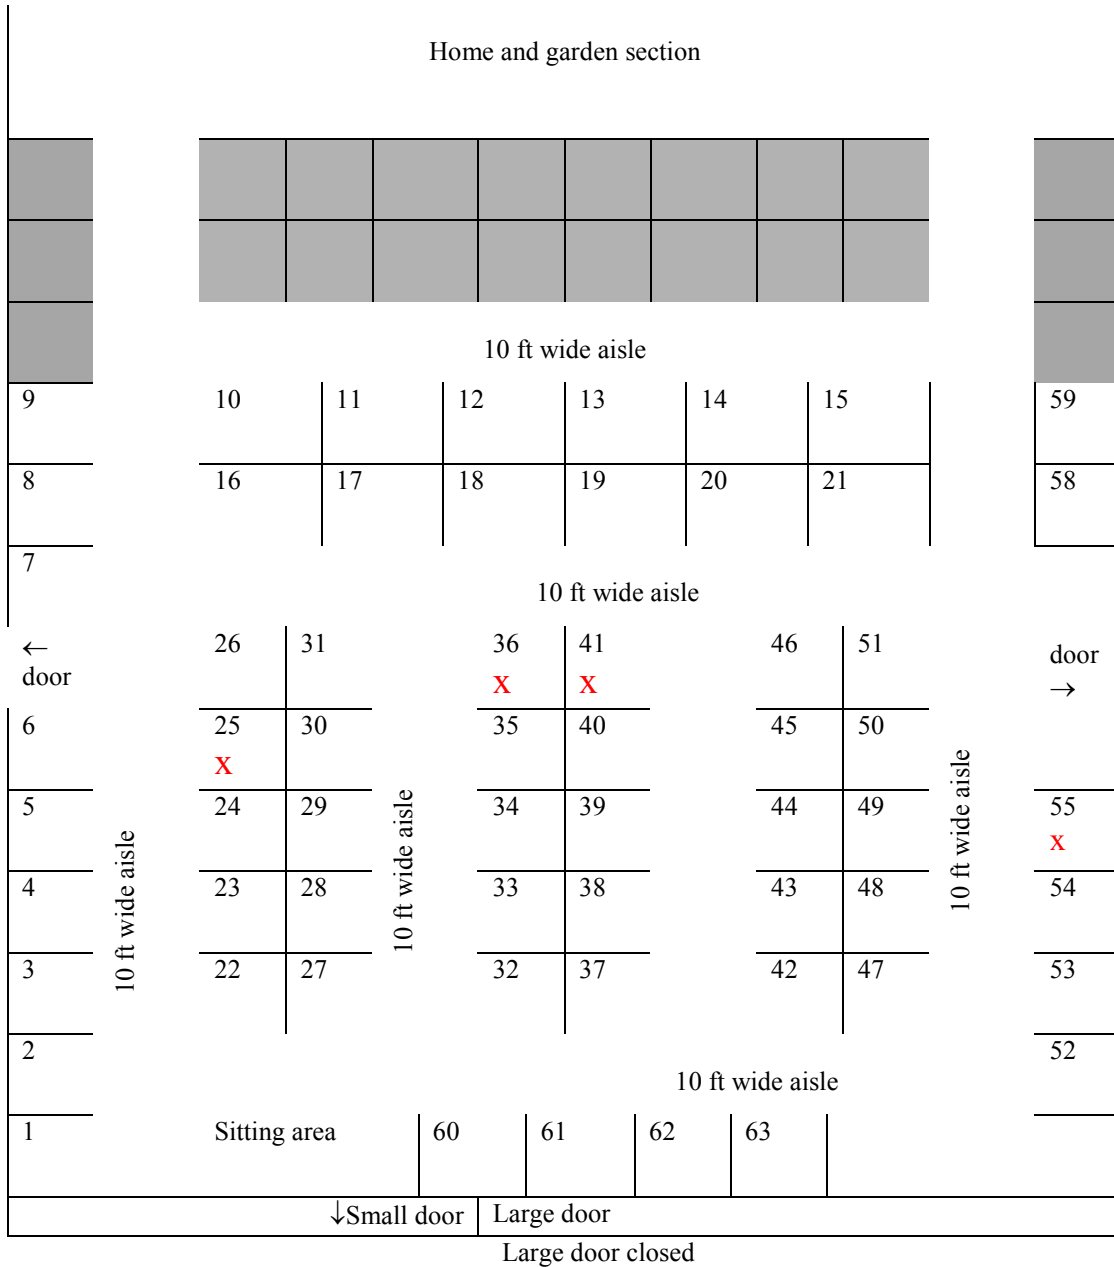 Home and garden section
10 ft wide aisle
9 10 11 12 13 14 15 59
8 16 17 18 19 20 21 58
7
10 ft wide aisle
← door 26 31 36 41 46 51 door →
X X
6 25 30 35 40 45 50
X
5 24 29 34 39 44 49 55
X
10 ft wide aisle
10 ft wide aisle
10 ft wide aisle
4 23 28 33 38 43 48 54
3 22 27 32 37 42 47 53
2 52
10 ft wide aisle
1 Sitting area 60 61 62 63
↓Small door Large door
Large door closed